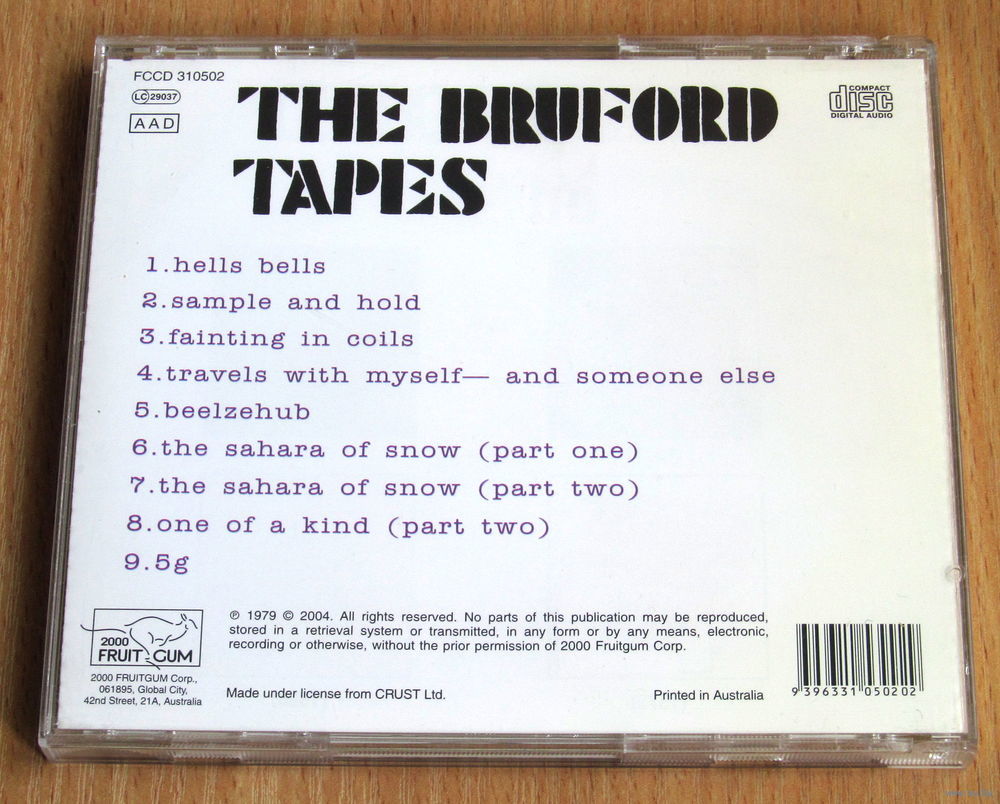 FCCD 310502
LC 29037
AAD
THE BRUFORD
TAPES
COMPACT
disc
DIGITAL AUDIO
1.hells bells
2.sample and hold
3.fainting in coils
4.travels with myself— and someone else
5.beelzehub
6.the sahara of snow (part one)
7.the sahara of snow (part two)
8.one of a kind (part two)
9.5g
2000
FRUIT GUM
2000 FRUITGUM Corp.,
061895, Global City,
42nd Street, 21A, Australia
℗ 1979 © 2004. All rights reserved. No parts of this publication may be reproduced,
stored in a retrieval system or transmitted, in any form or by any means, electronic,
recording or otherwise, without the prior permission of 2000 Fruitgum Corp.
Made under license from CRUST Ltd.
Printed in Australia
9 396331 050202